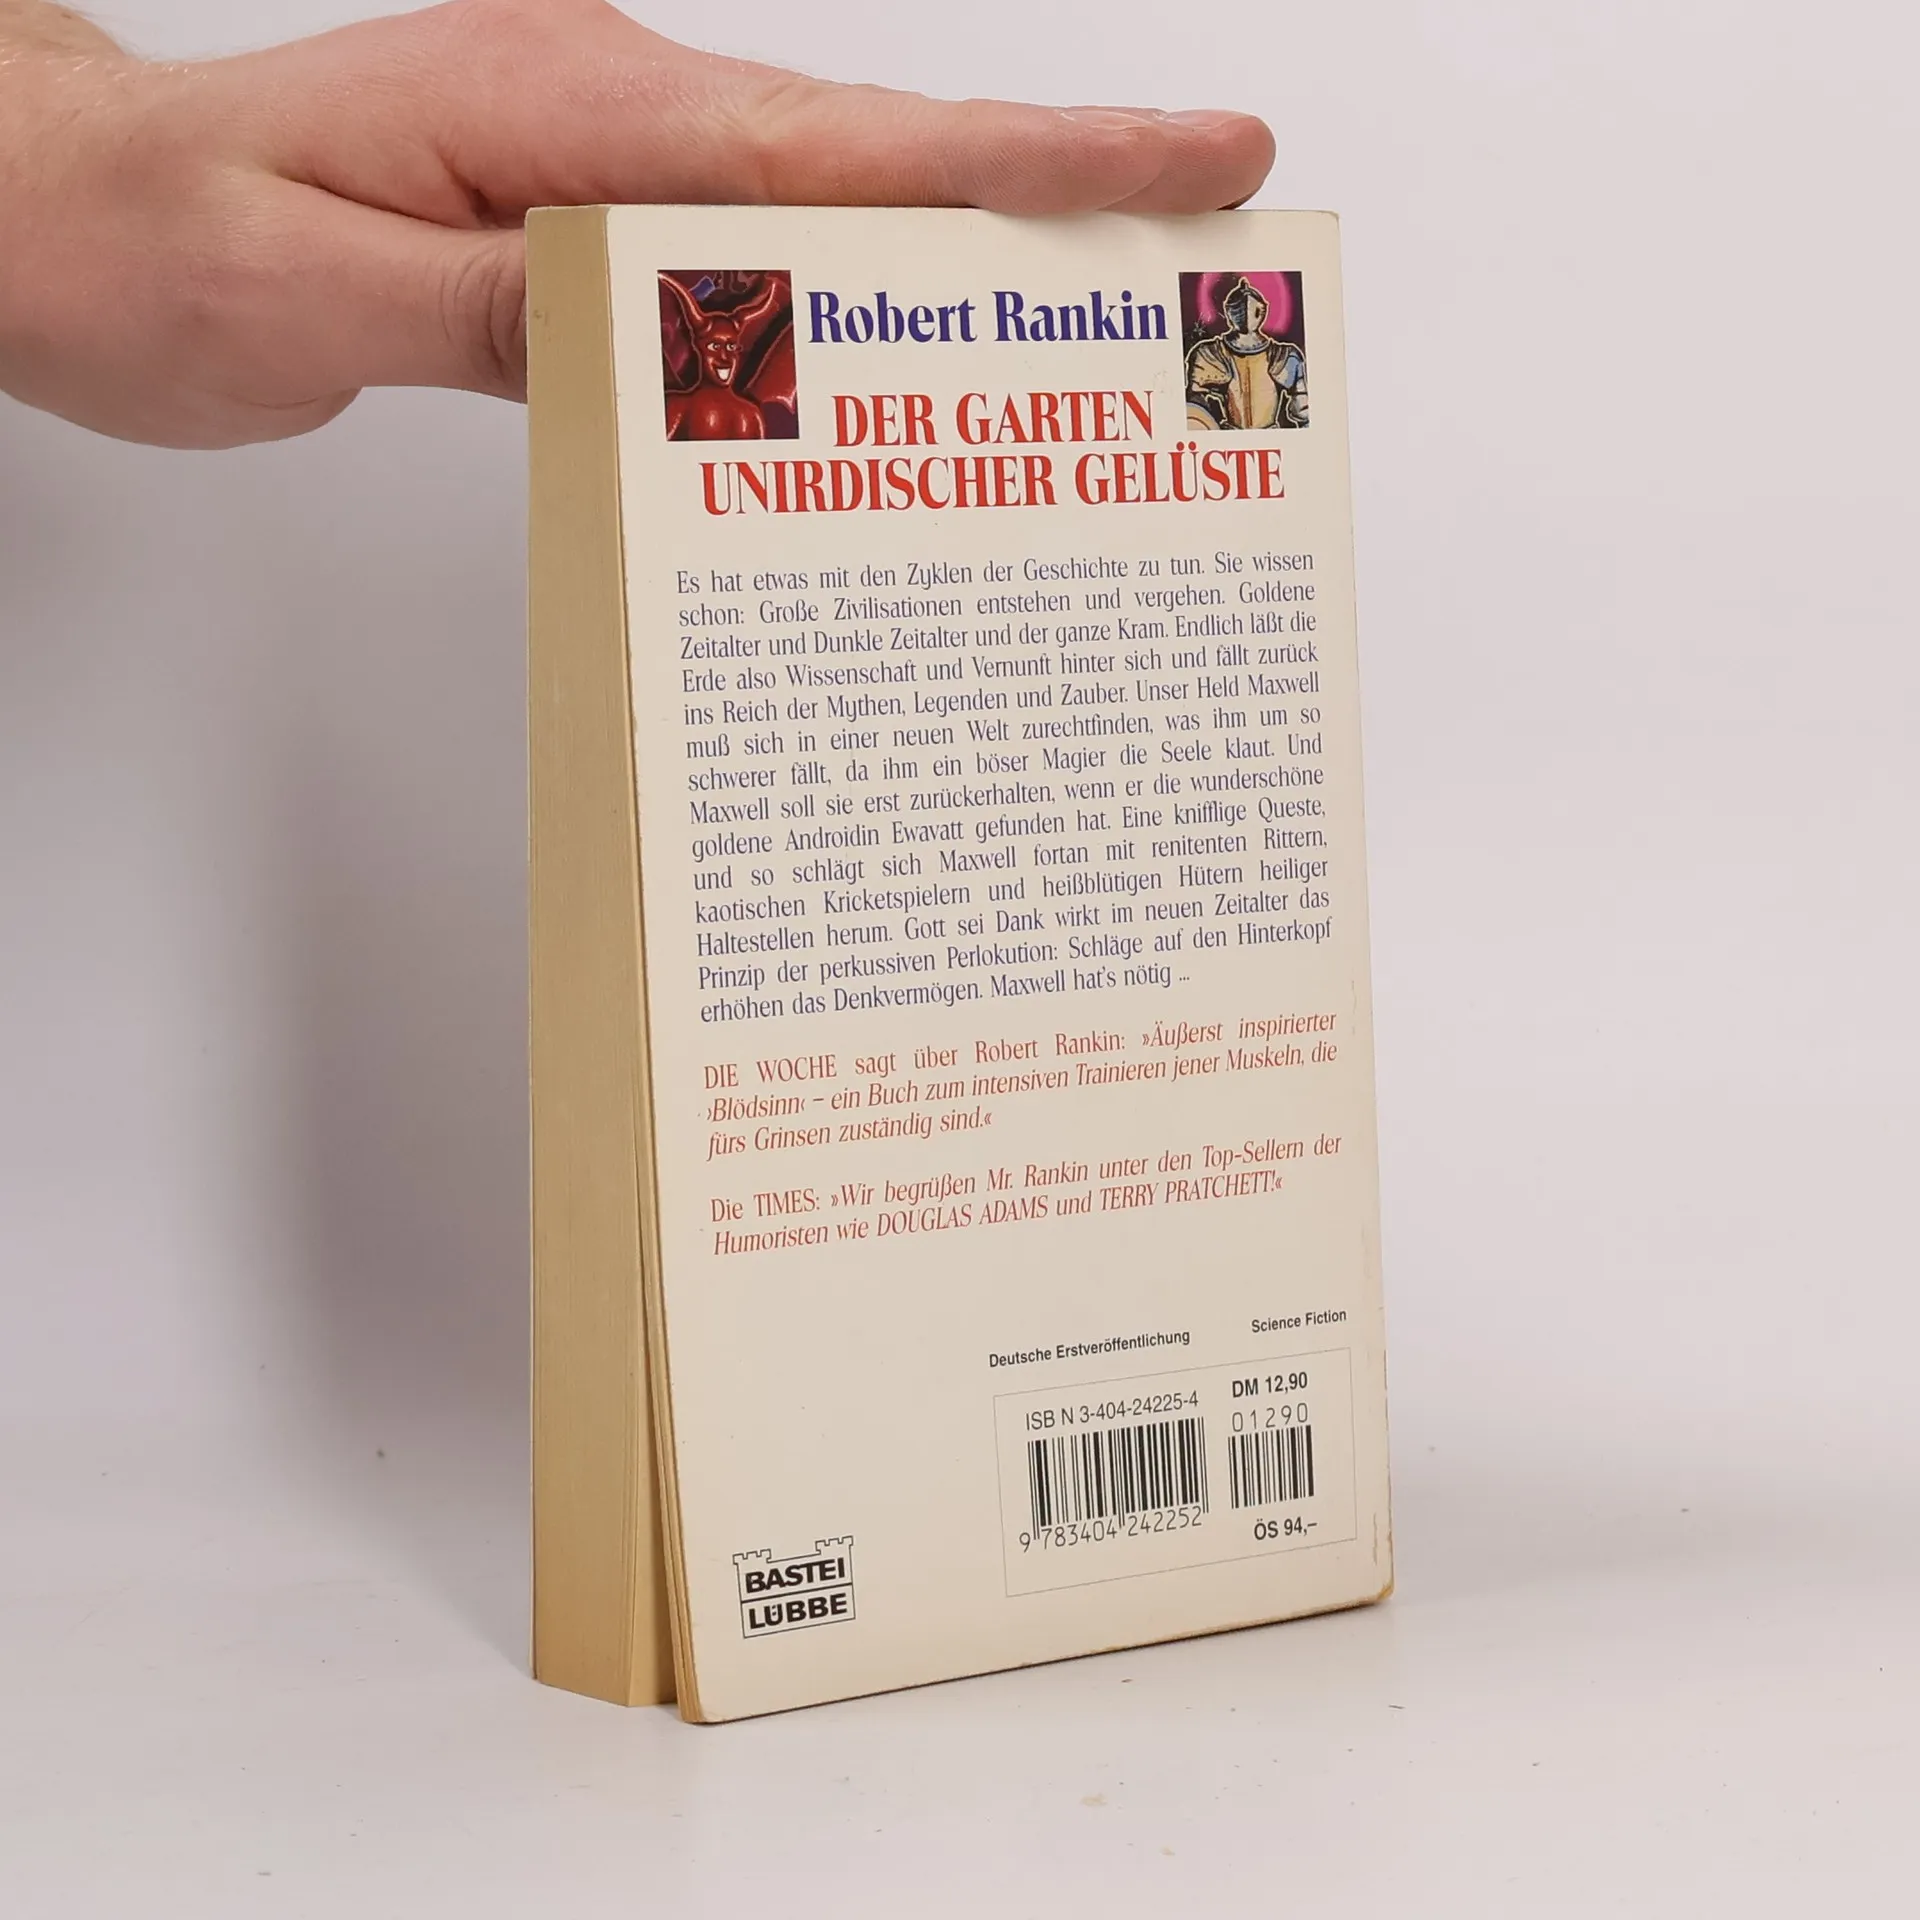 Robert Rankin
DER GARTEN
UNIRDISCHER GELÜSTE
Es hat etwas mit den Zyklen der Geschichte zu tun. Sie wissen
schon: Große Zivilisationen entstehen und vergehen. Goldene
Zeitalter und Dunkle Zeitalter und der ganze Kram. Endlich läßt die
Erde also Wissenschaft und Vernunft hinter sich und fällt zurück
ins Reich der Mythen, Legenden und Zauber. Unser Held Maxwell
muß sich in einer neuen Welt zurechtfinden, was ihm um so
schwerer fällt, da ihm ein böser Magier die Seele klaut. Und
Maxwell soll sie erst zurückerhalten, wenn er die wunderschöne
goldene Androidin Ewavatt gefunden hat. Eine knifflige Queste,
und so schlägt sich Maxwell fortan mit renitenten Rittern,
kaotischen Kricketspielern und heißblütigen Hütern heiliger
Haltestellen herum. Gott sei Dank wirkt im neuen Zeitalter das
Prinzip der perkussiven Perlokution: Schläge auf den Hinterkopf
erhöhen das Denkvermögen. Maxwell hat's nötig ...
DIE WOCHE sagt über Robert Rankin: »Äußerst inspirierter
›Blödsinn‹ – ein Buch zum intensiven Trainieren jener Muskeln, die
fürs Grinsen zuständig sind.«
Die TIMES: »Wir begrüßen Mr. Rankin unter den Top-Sellern der
Humoristen wie DOUGLAS ADAMS und TERRY PRATCHETT!«
Deutsche Erstveröffentlichung
Science Fiction
ISBN 3-404-24225-4
DM 12,90
01290
9 783404 242252
ÖS 94,–
BASTEI
LÜBBE